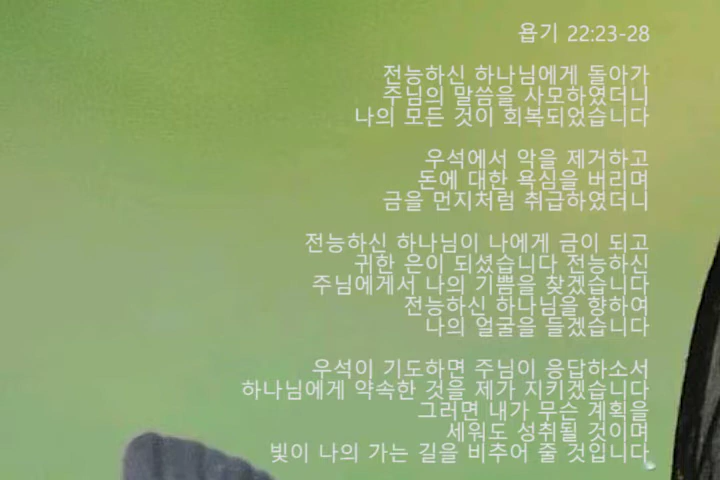 욥기 22:23-28
전능하신 하나님에게 돌아가
주님의 말씀을 사모하였더니
나의 모든 것이 회복되었습니다
우석에서 악을 제거하고
돈에 대한 욕심을 버리며
금을 먼지처럼 취급하였더니
전능하신 하나님이 나에게 금이 되고
귀한 은이 되셨습니다 전능하신
주님에게서 나의 기쁨을 찾겠습니다
전능하신 하나님을 향하여
나의 얼굴을 들겠습니다
우석이 기도하면 주님이 응답하소서
하나님에게 약속한 것을 제가 지키겠습니다
그러면 내가 무슨 계획을
세워도 성취될 것이며
빛이 나의 가는 길을 비추어 줄 것입니다